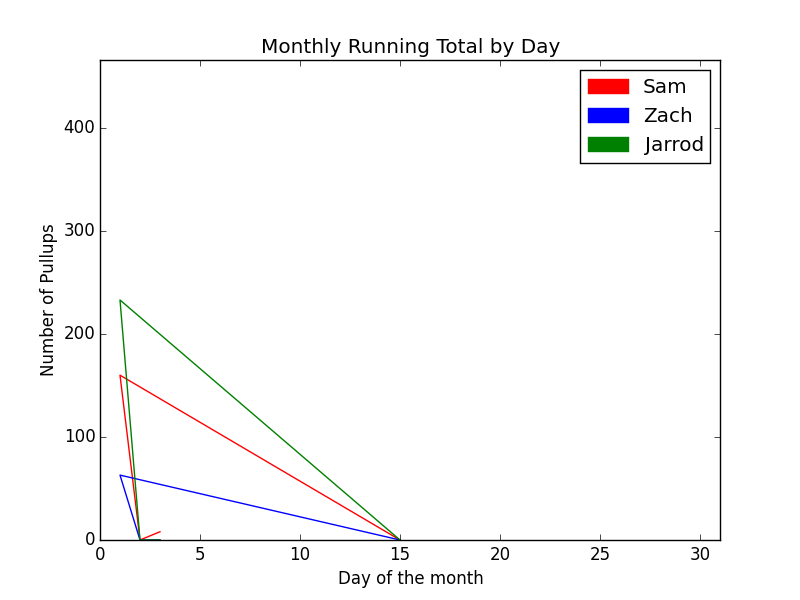 Monthly Running Total by Day
Sam
Zach
Jarrod
400
300
200
100
0
Number of Pullups
0 5 10 15 20 25 30
Day of the month